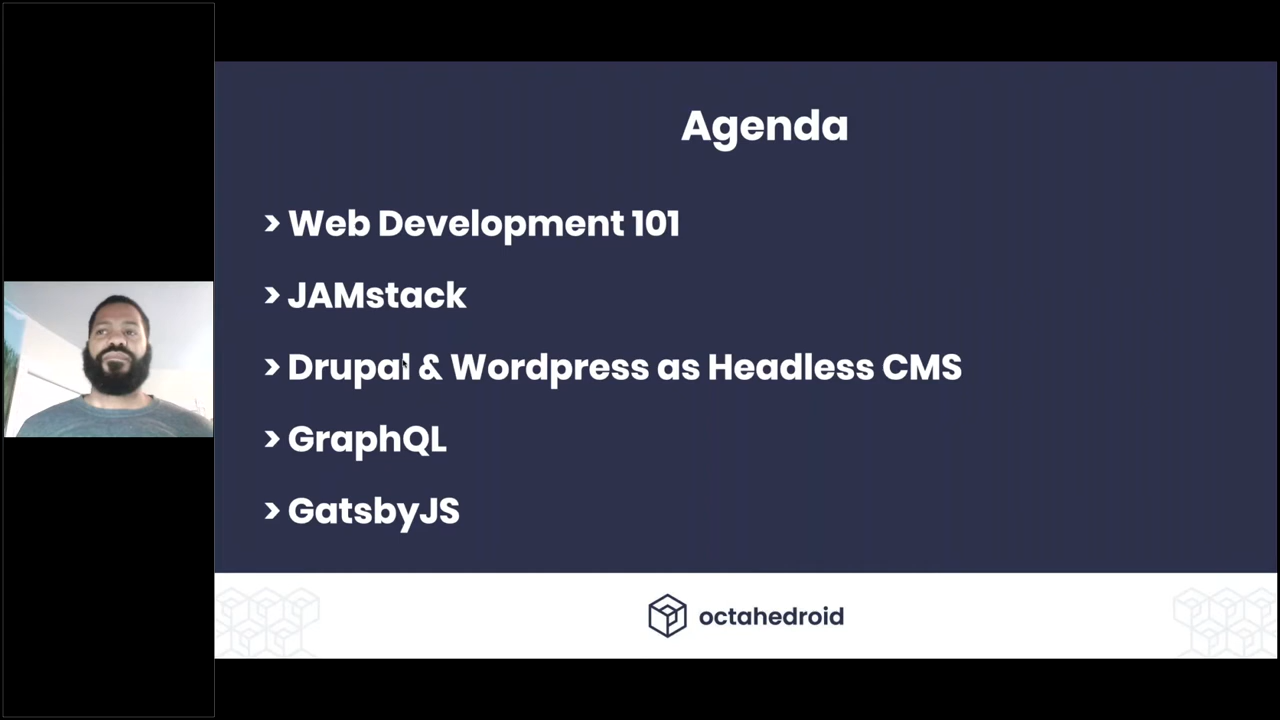 Agenda
> Web Development 101
> JAMstack
> Drupal & Wordpress as Headless CMS
> GraphQL
> GatsbyJS
octahedroid